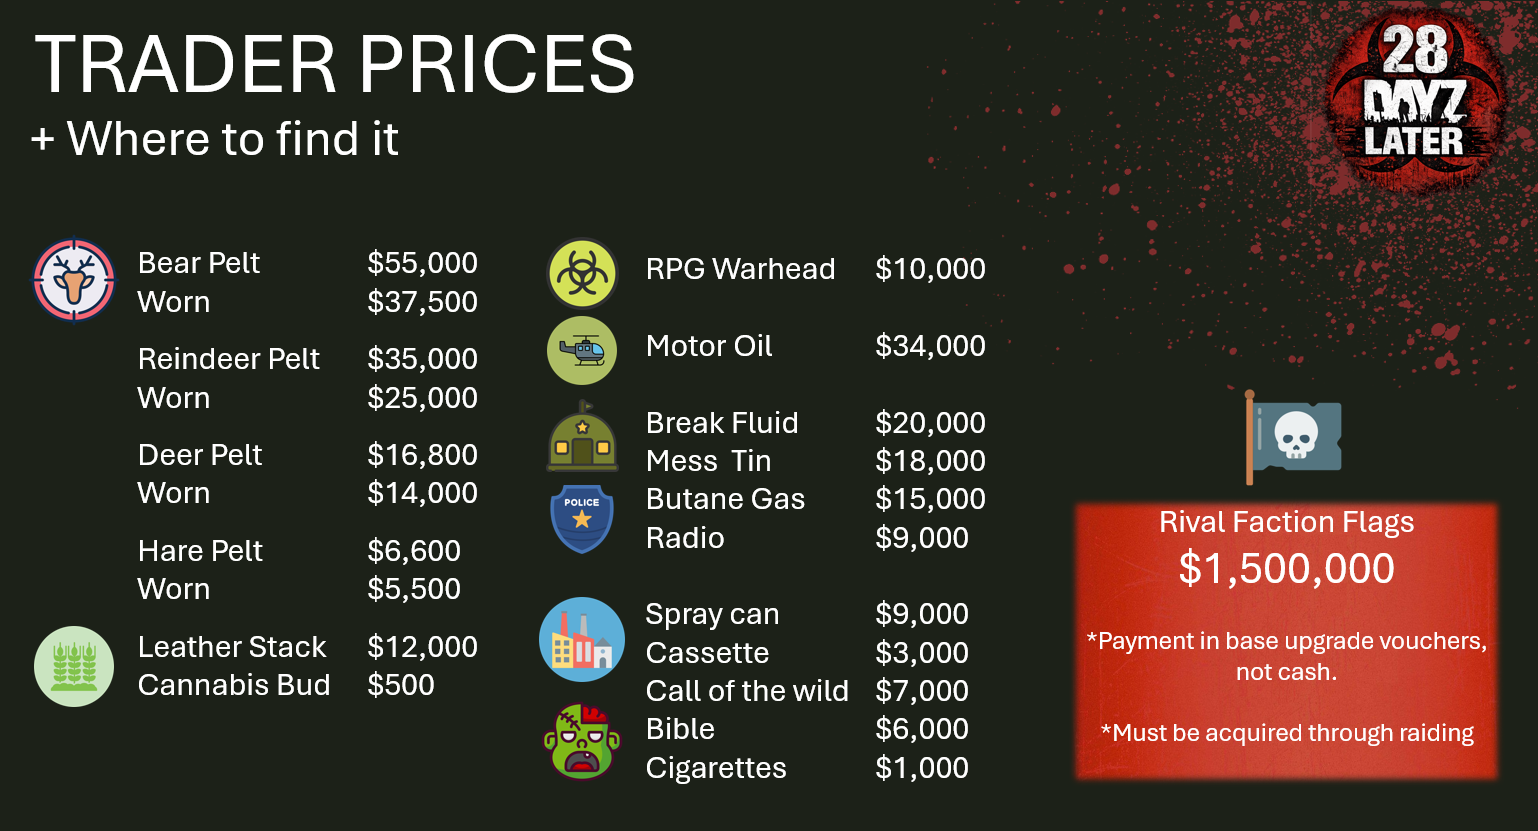 TRADER PRICES
+ Where to find it
28
DAYZ
LATER
Bear Pelt $55,000
Worn $37,500
Reindeer Pelt $35,000
Worn $25,000
Deer Pelt $16,800
Worn $14,000
Hare Pelt $6,600
Worn $5,500
Leather Stack $12,000
Cannabis Bud $500
RPG Warhead $10,000
Motor Oil $34,000
Break Fluid $20,000
Mess Tin $18,000
POLICE
Butane Gas $15,000
Radio $9,000
Spray can $9,000
Cassette $3,000
Call of the wild $7,000
Bible $6,000
Cigarettes $1,000
Rival Faction Flags
$1,500,000
*Payment in base upgrade vouchers,
not cash.
*Must be acquired through raiding